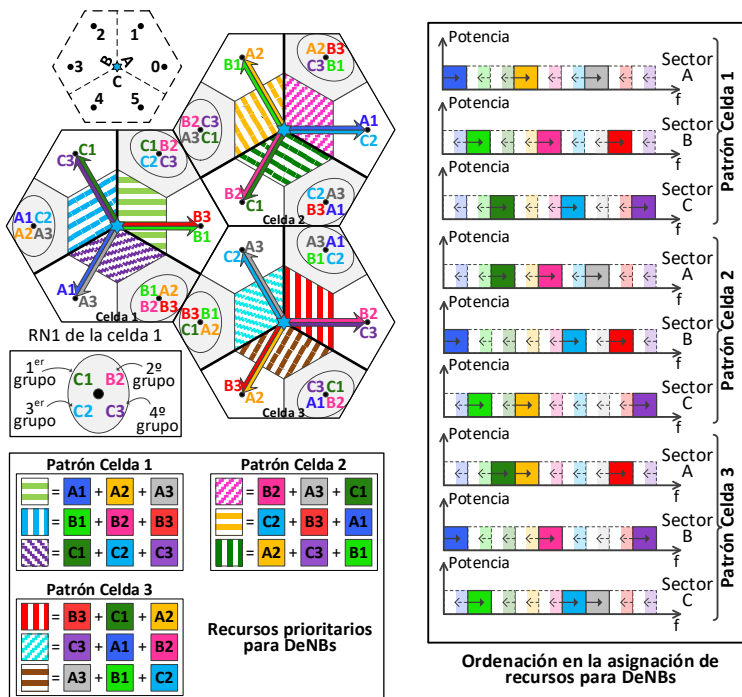 2 1
3 B A 0
C
4 5
C1
C3
C1 B2
C2 C3
A1 C2
A2 A3
B3
B1
A1
A3
B1 A2
B2 B3
Celda 1
A2
B1
A2 B3
C3 B1
B2 C3
A3 C1
A1
C2
B2
C1
C2 A3
B3 A1
Celda 2
A3
C2
A3 A1
B1 C2
B2
C3
B3 B1
C1 A2
B3
A2
C3 C1
A1 B2
Celda 3
RN1 de la celda 1
1er grupo
C1 B2
2º grupo
3er grupo
C2 C3
4º grupo
Patrón Celda 1
= A1 + A2 + A3
= B1 + B2 + B3
= C1 + C2 + C3
Patrón Celda 2
= B2 + A3 + C1
= C2 + B3 + A1
= A2 + C3 + B1
Patrón Celda 3
= B3 + C1 + A2
= C3 + A1 + B2
= A3 + B1 + C2
Recursos prioritarios
para DeNBs
Potencia
Sector
A
f
Potencia
Sector
B
f
Potencia
Sector
C
f
Patrón Celda 1
Potencia
Sector
A
f
Potencia
Sector
B
f
Potencia
Sector
C
f
Patrón Celda 2
Potencia
Sector
A
f
Potencia
Sector
B
f
Potencia
Sector
C
f
Patrón Celda 3
Ordenación en la asignación de
recursos para DeNBs